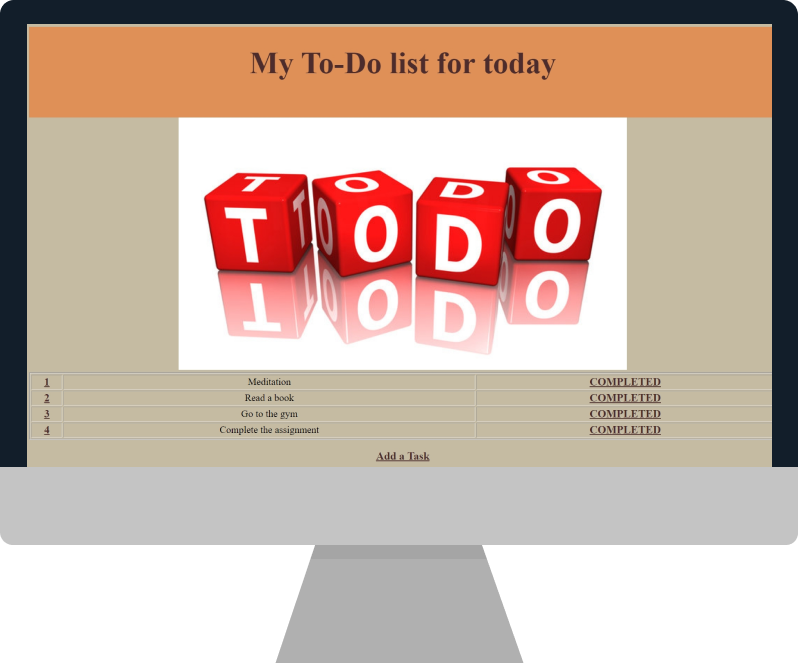 My To-Do list for today
TODO
1 Meditation COMPLETED
2 Read a book COMPLETED
3 Go to the gym COMPLETED
4 Complete the assignment COMPLETED
Add a Task